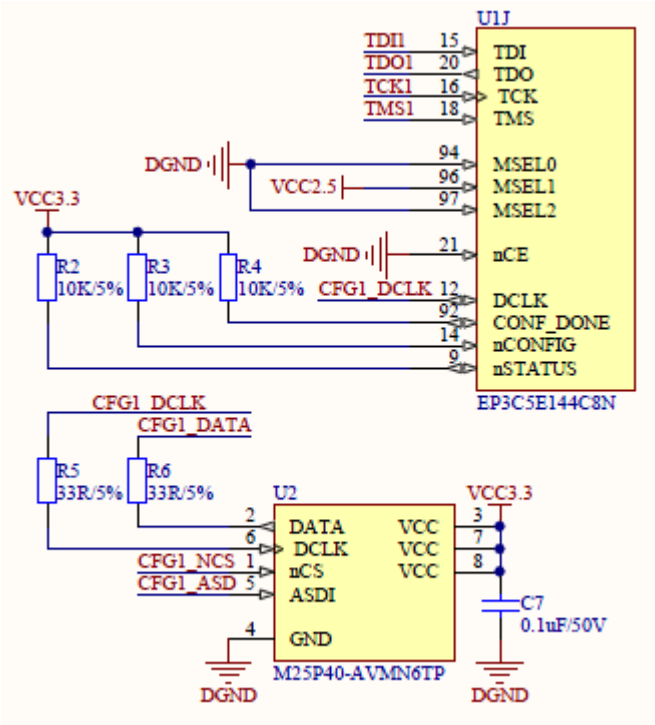 U1J
TDI1 15 TDI
TDO1 20 TDO
TCK1 16 TCK
TMS1 18 TMS
DGND 94 MSEL0
VCC2.5 96 MSEL1
97 MSEL2
VCC3.3
DGND 21 nCE
R2 R3 R4
10K/5% 10K/5% 10K/5%
CFG1_DCLK 12 DCLK
92 CONF_DONE
14 nCONFIG
9 nSTATUS
EP3C5E144C8N
CFG1_DCLK
CFG1_DATA
R5 R6
33R/5% 33R/5%
U2
VCC3.3
2 DATA VCC 3
6 DCLK VCC 7
CFG1_NCS 1 nCS VCC 8
CFG1_ASD 5 ASDI
C7
0.1uF/50V
4 GND
M25P40-AVMN6TP
DGND DGND